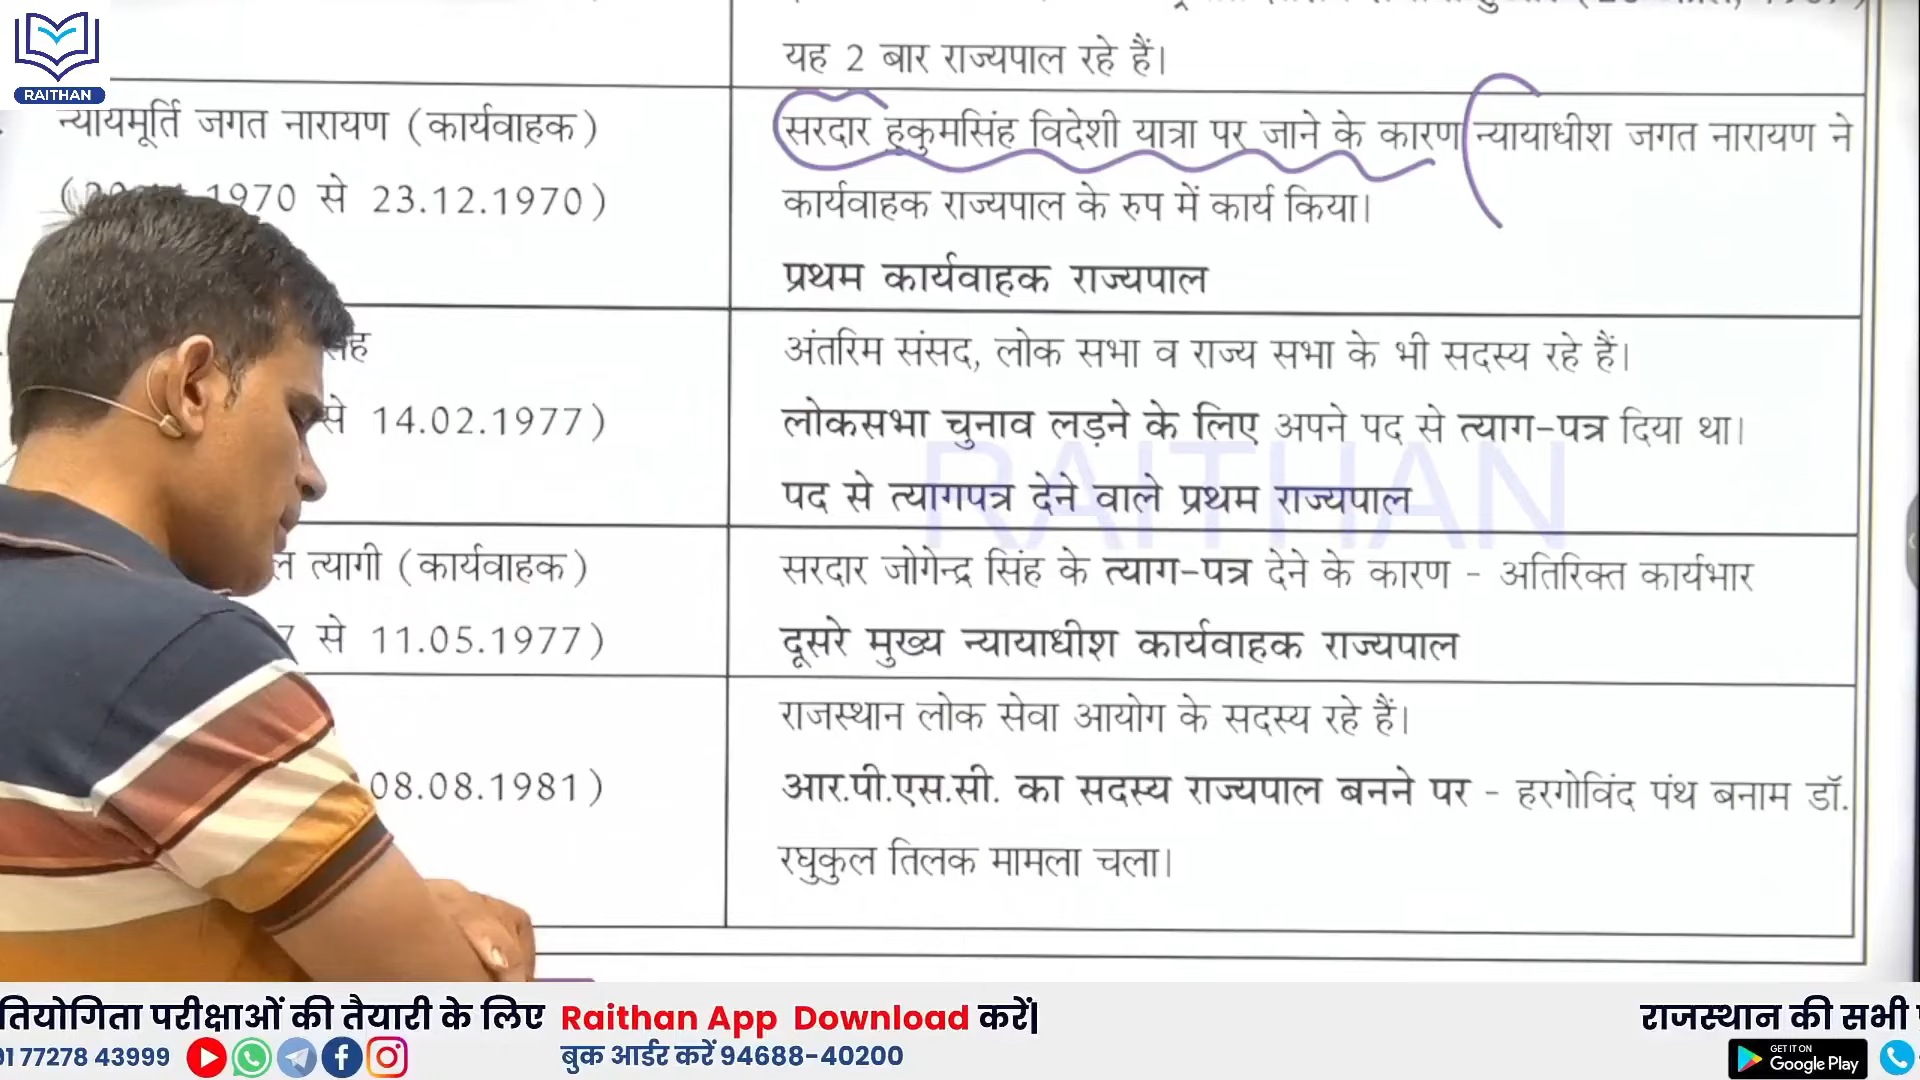 RAITHAN
यह 2 बार राज्यपाल रहे हैं।
न्यायमूर्ति जगत नारायण (कार्यवाहक)
1970 से 23.12.1970)
सरदार हुकुमसिंह विदेशी यात्रा पर जाने के कारण न्यायाधीश जगत नारायण ने
कार्यवाहक राज्यपाल के रुप में कार्य किया।
प्रथम कार्यवाहक राज्यपाल
से 14.02.1977)
अंतरिम संसद, लोक सभा व राज्य सभा के भी सदस्य रहे हैं।
लोकसभा चुनाव लड़ने के लिए अपने पद से त्याग-पत्र दिया था।
पद से त्यागपत्र देने वाले प्रथम राज्यपाल
RAITHAN
त्यागी (कार्यवाहक)
से 11.05.1977)
सरदार जोगेन्द्र सिंह के त्याग-पत्र देने के कारण - अतिरिक्त कार्यभार
दूसरे मुख्य न्यायाधीश कार्यवाहक राज्यपाल
08.08.1981)
राजस्थान लोक सेवा आयोग के सदस्य रहे हैं।
आर.पी.एस.सी. का सदस्य राज्यपाल बनने पर - हरगोविंद पंथ बनाम डॉ.
रघुकुल तिलक मामला चला।
तियोगिता परीक्षाओं की तैयारी के लिए Raithan App Download करें|
राजस्थान की सभी
91 77278 43999
बुक आर्डर करें 94688-40200
GET IT ON
Google Play